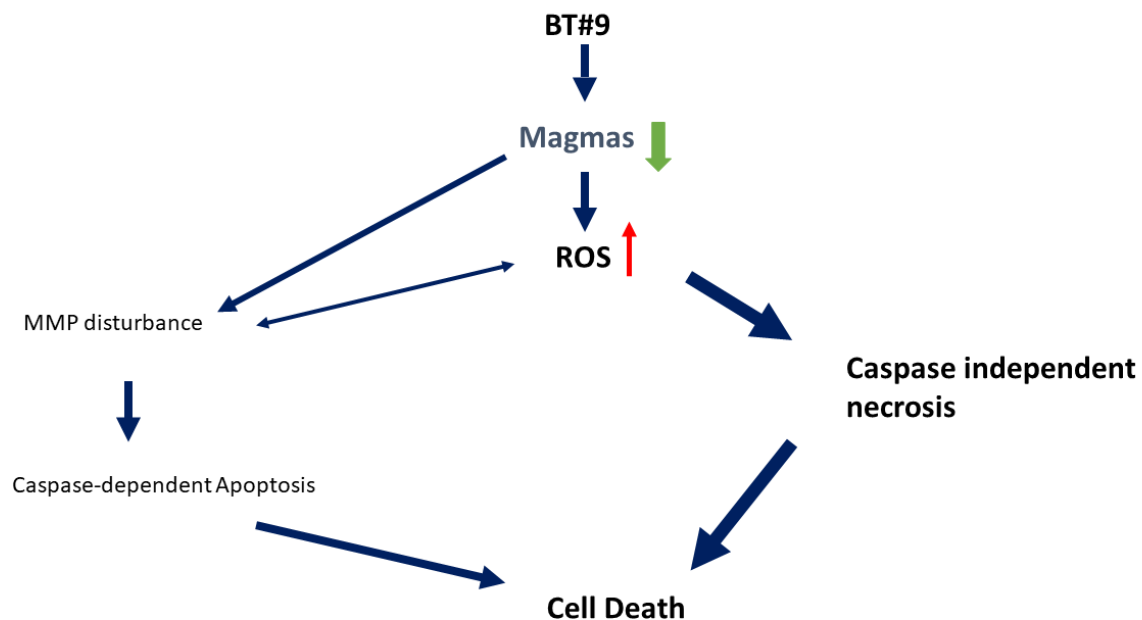 BT#9
Magmas
ROS
MMP disturbance
Caspase independent
necrosis
Caspase-dependent Apoptosis
Cell Death